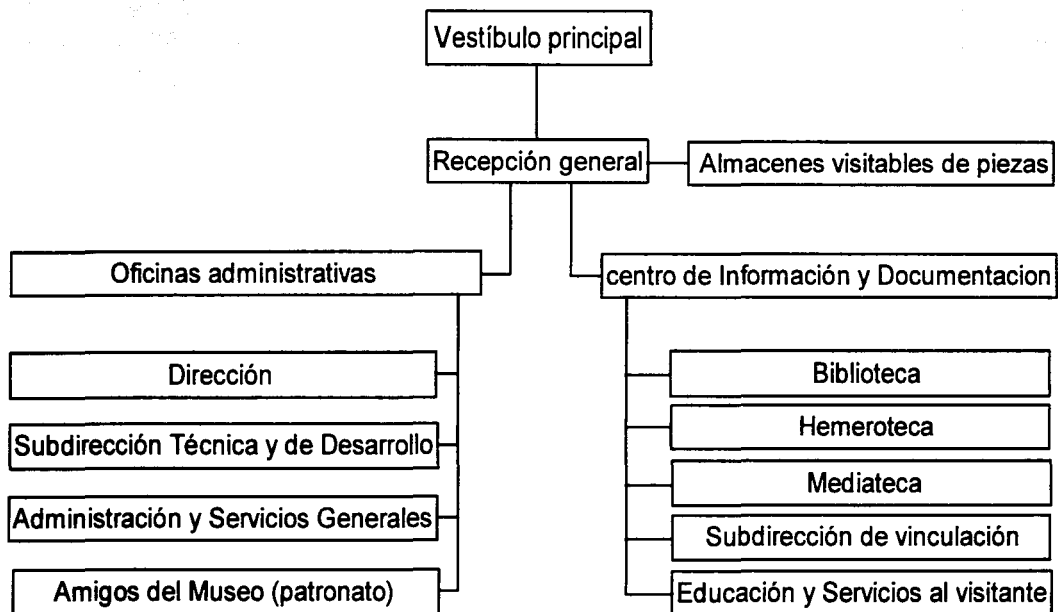 Vestíbulo principal
Recepción general
Almacenes visitables de piezas
Oficinas administrativas
centro de Información y Documentacion
Dirección
Subdirección Técnica y de Desarrollo
Administración y Servicios Generales
Amigos del Museo (patronato)
Biblioteca
Hemeroteca
Mediateca
Subdirección de vinculación
Educación y Servicios al visitante